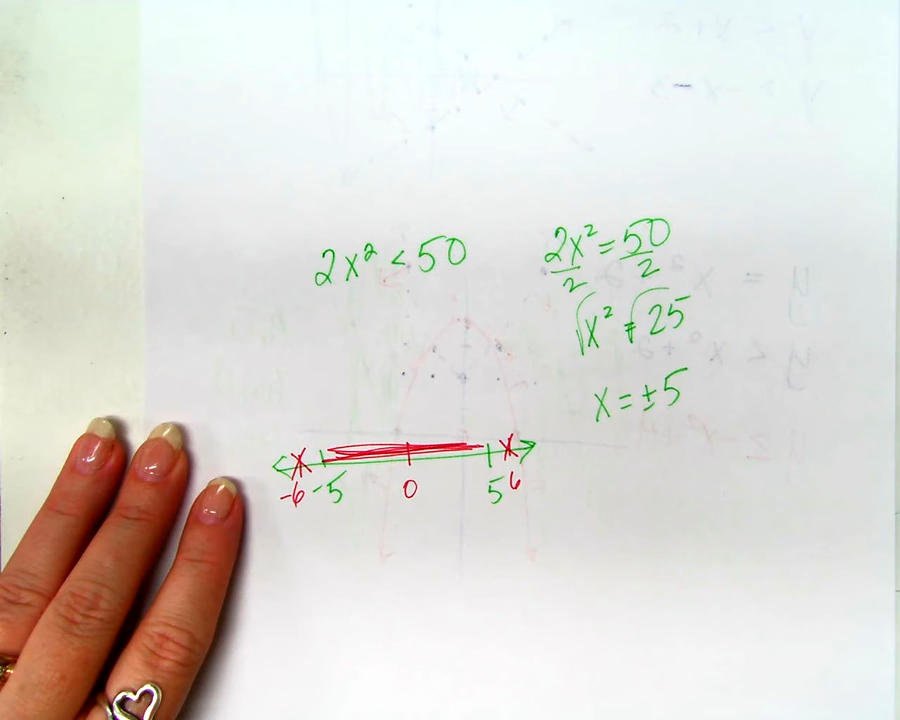 2x² < 50
2x² = 50
2 2
√x² = √25
x = ±5
x x
-6 -5 0 5 6